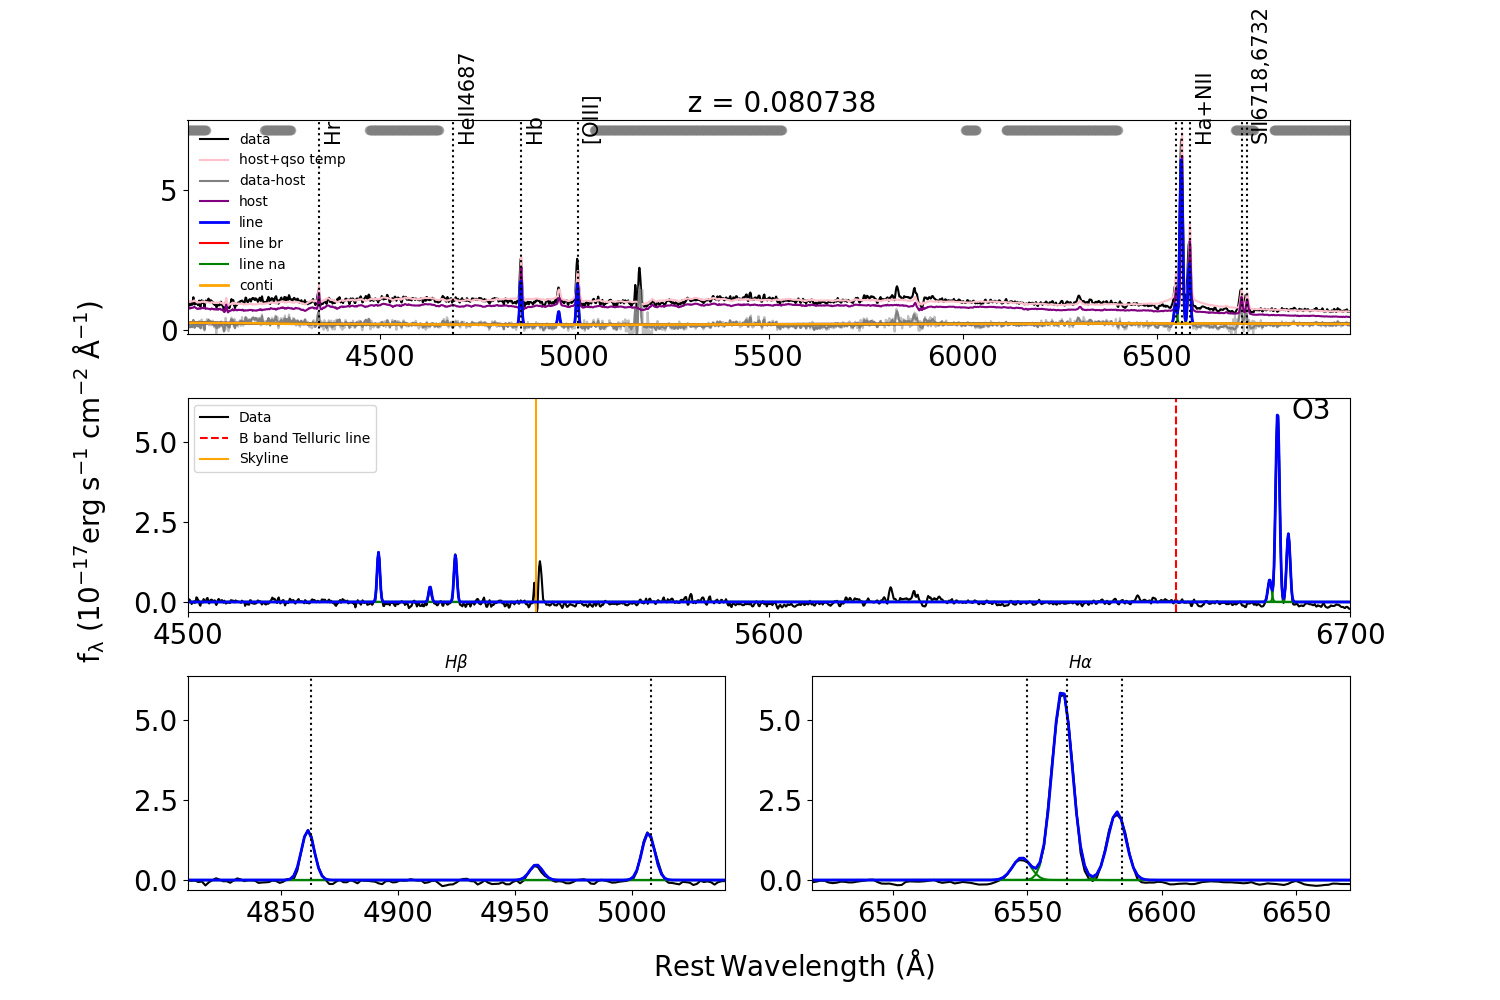 z = 0.080738
Hr
HeII4687
Hb
[OIII]
Ha+NII
SII6718,6732
data
host+qso temp
data-host
host
line
line br
line na
conti
5
0
4500 5000 5500 6000 6500
Data
B band Telluric line
Skyline
O3
5.0
2.5
0.0
4500 5600 6700
f_λ (10⁻¹⁷erg s⁻¹ cm⁻² Å⁻¹)
Hβ
5.0
2.5
0.0
4850 4900 4950 5000
Hα
5.0
2.5
0.0
6500 6550 6600 6650
Rest Wavelength (Å)